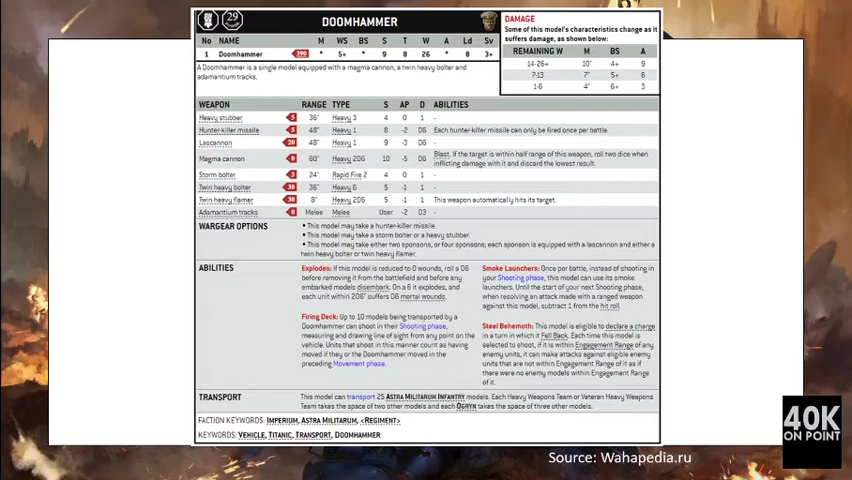 29
DOOMHAMMER
DAMAGE
Some of this model's characteristics change as it
suffers damage, as shown below:
REMAINING W M BS A
14-26+ 10" 4+ 9
7-13 7" 5+ 6
1-6 4" 6+ 3
No NAME M WS BS S T W A Ld Sv
1 Doomhammer 390 * 5+ * 9 8 26 * 8 3+
A Doomhammer is a single model equipped with a magma cannon, a twin heavy bolter and
adamantium tracks.
WEAPON RANGE TYPE S AP D ABILITIES
Heavy stubber 5 36" Heavy 3 4 0 1 -
Hunter-killer missile 5 48" Heavy 1 8 -2 D6 Each hunter-killer missile can only be fired once per battle.
Lascannon 20 48" Heavy 1 9 -3 D6 -
Magma cannon 0 60" Heavy 2D6 10 -5 D6 Blast. If the target is within half range of this weapon, roll two dice when
inflicting damage with it and discard the lowest result.
Storm bolter 3 24" Rapid Fire 2 4 0 1 -
Twin heavy bolter 30 36" Heavy 6 5 -1 1 -
Twin heavy flamer 30 8" Heavy 2D6 5 -1 1 This weapon automatically hits its target.
Adamantium tracks 0 Melee Melee User -2 D3 -
WARGEAR OPTIONS
• This model may take a hunter-killer missile.
• This model may take a storm bolter or a heavy stubber.
• This model may take either two sponsons, or four sponsons; each sponson is equipped with a lascannon and either a
twin heavy bolter or twin heavy flamer.
ABILITIES
Explodes: If this model is reduced to 0 wounds, roll a D6
before removing it from the battlefield and before any
embarked models disembark. On a 6 it explodes, and
each unit within 2D6" suffers D6 mortal wounds.
Firing Deck: Up to 10 models being transported by a
Doomhammer can shoot in their Shooting phase,
measuring and drawing line of sight from any point on the
vehicle. Units that shoot in this manner count as having
moved if they or the Doomhammer moved in the
preceding Movement phase.
Smoke Launchers: Once per battle, instead of shooting in
your Shooting phase, this model can use its smoke
launchers. Until the start of your next Shooting phase,
when resolving an attack made with a ranged weapon
against this model, subtract 1 from the hit roll.
Steel Behemoth: This model is eligible to declare a charge
in a turn in which it Fell Back. Each time this model is
selected to shoot, if it is within Engagement Range of any
enemy units, it can make attacks against eligible enemy
units that are not within Engagement Range of it as if
there were no enemy models within Engagement Range
of it.
TRANSPORT
This model can transport 25 ASTRA MILITARUM INFANTRY models. Each Heavy Weapons Team or Veteran Heavy Weapons
Team takes the space of two other models and each OGRYN takes the space of three other models.
FACTION KEYWORDS: IMPERIUM, ASTRA MILITARUM, <REGIMENT>
KEYWORDS: VEHICLE, TITANIC, TRANSPORT, DOOMHAMMER
40K
ON POINT
Source: Wahapedia.ru